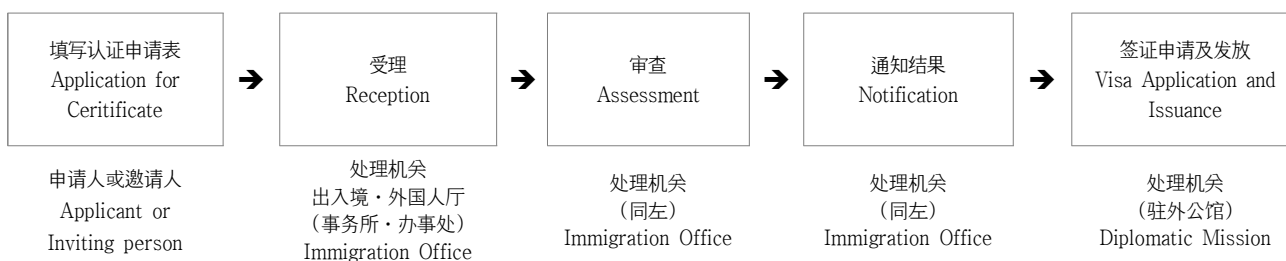 填写认证申请表
Application for
Ceritificate
➔
受理
Reception
➔
审查
Assessment
➔
通知结果
Notification
➔
签证申请及发放
Visa Application and
Issuance
申请人或邀请人
Applicant or
Inviting person
处理机关
出入境·外国人厅
(事务所·办事处)
Immigration Office
处理机关
(同左)
Immigration Office
处理机关
(同左)
Immigration Office
处理机关
(驻外公馆)
Diplomatic Mission